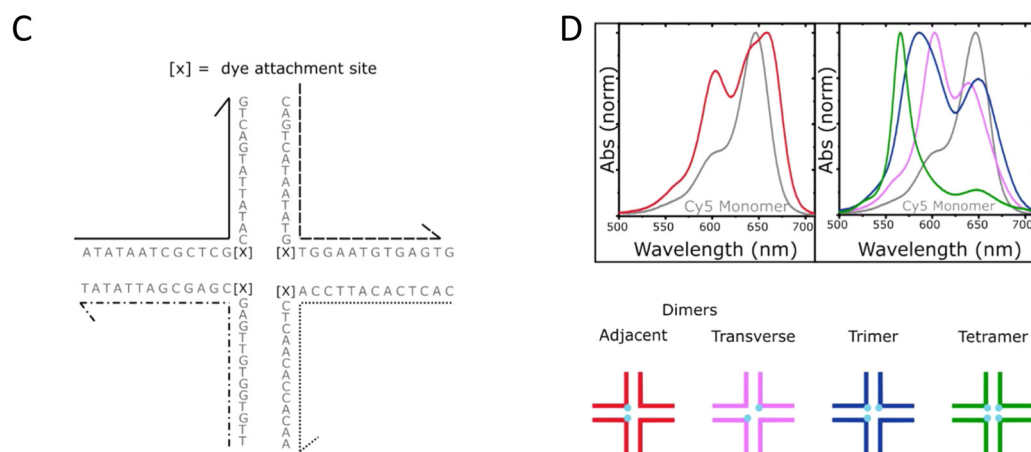 C
[x] = dye attachment site
GTCAGTATTATAC
CAGTCATAATATG
ATATAATCGCTCG[X]
[X]TGGAATGTGAGTG
TATATTAGCGAGC[X]
[X]ACCTTACACTCAC
GAGTTGTGGTGTT
CTCAACACCACAA
D
Abs (norm)
Cy5 Monomer
500 550 600 650 700
Wavelength (nm)
Abs (norm)
Cy5 Monomer
500 550 600 650 700
Wavelength (nm)
Dimers
Adjacent Transverse Trimer Tetramer